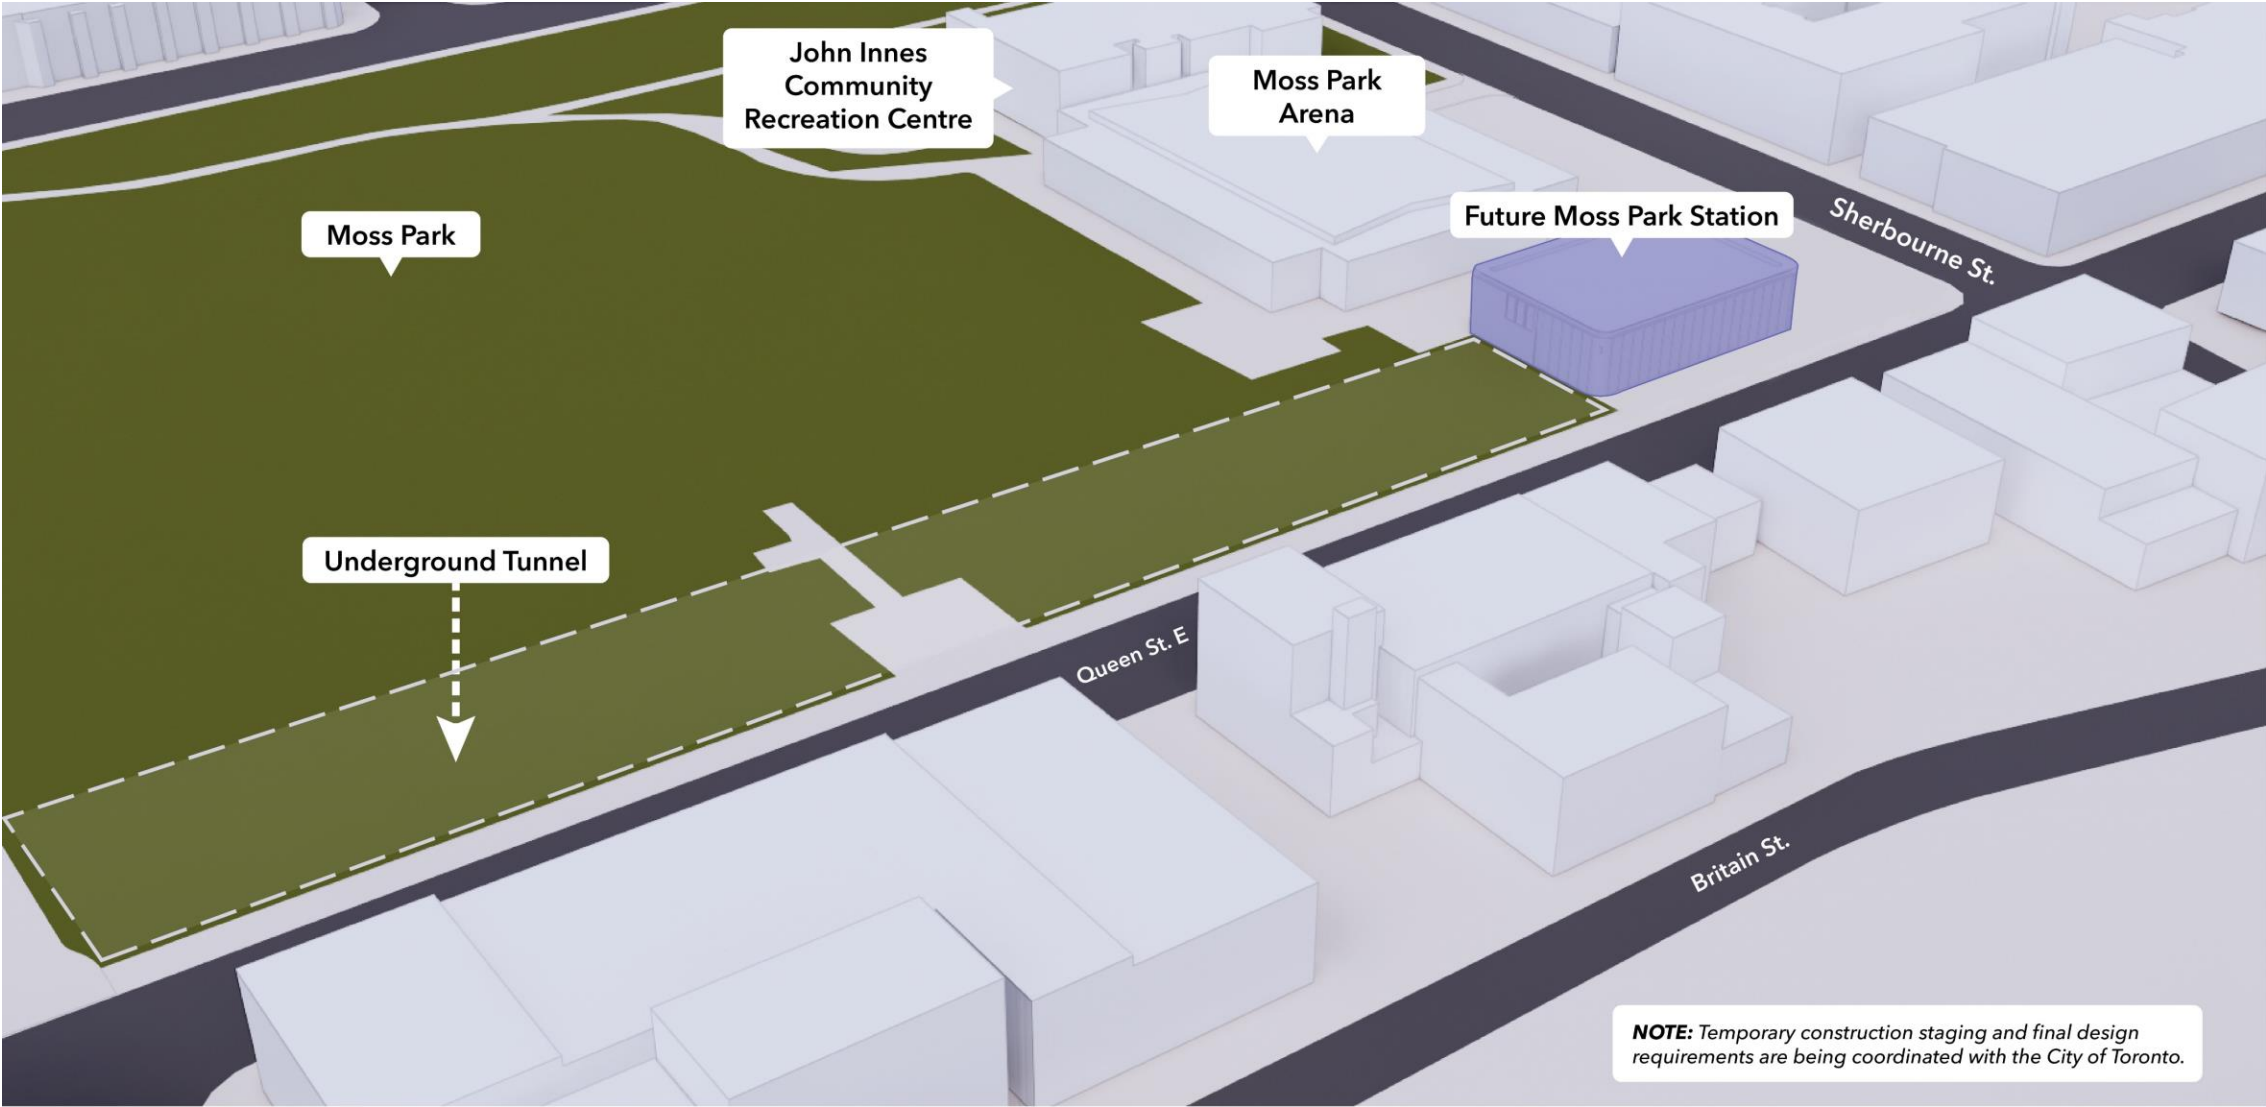 John Innes
Community
Recreation Centre
Moss Park
Arena
Moss Park
Future Moss Park Station
Sherbourne St.
Underground Tunnel
Queen St. E
Britain St.
NOTE: Temporary construction staging and final design
requirements are being coordinated with the City of Toronto.